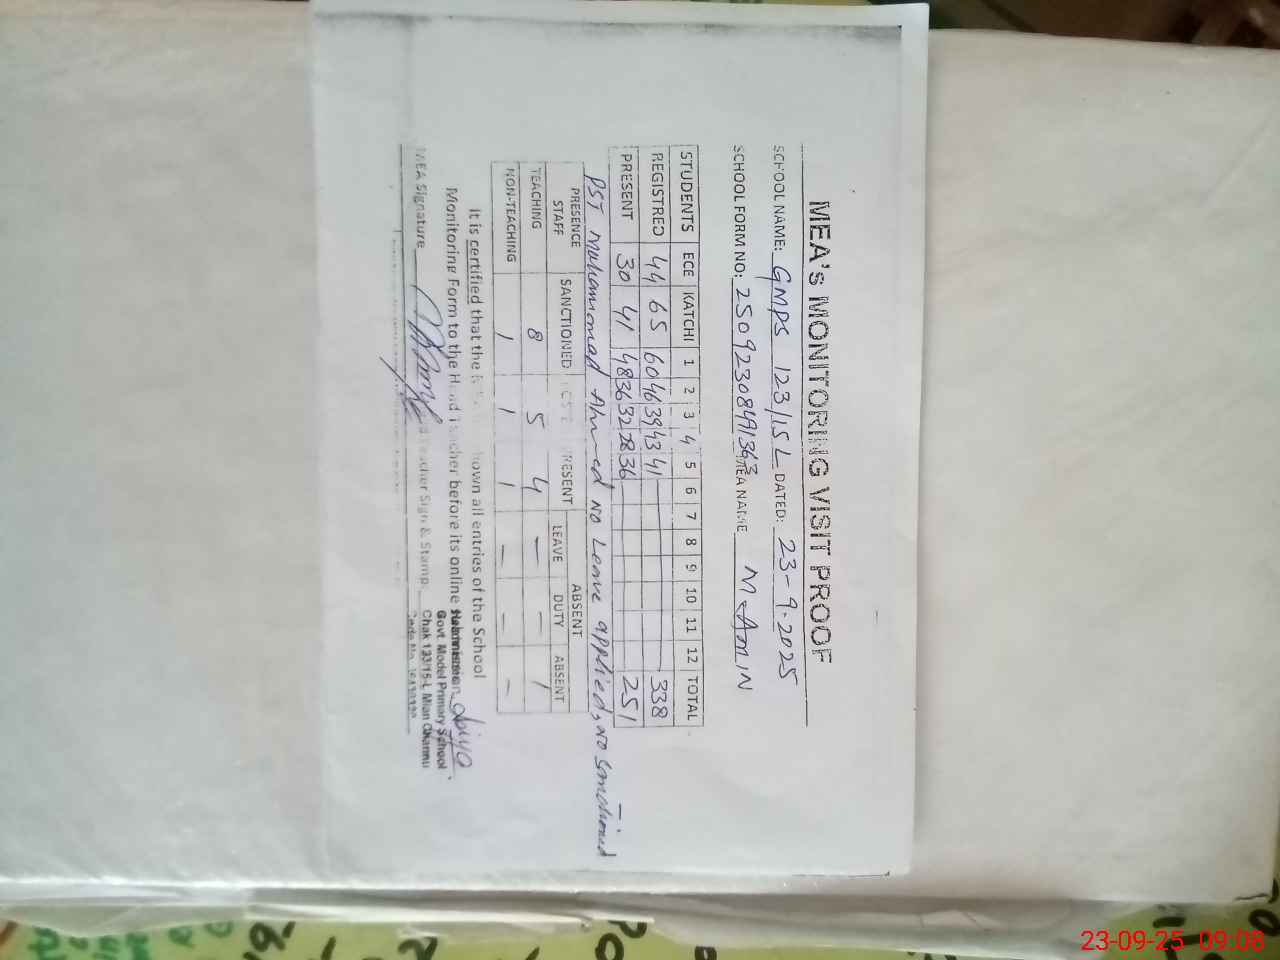 MEA's MONITORING VISIT PROOF
SCHOOL NAME: GMPS 123/15 L DATED: 23-9-2025
SCHOOL FORM NO: 25092308491363 MEA NAME M AMIN
STUDENTS ECE KATCHI 1 2 3 4 5 6 7 8 9 10 11 12 TOTAL
REGISTRED 44 65 60 46 39 43 41 338
PRESENT 30 41 48 36 32 28 36 251
PST Muhammad Ahmed no Leave applied, no
PRESENCE ABSENT
STAFF SANCTIONED PRESENT LEAVE DUTY ABSENT
TEACHING 8 5 4 — — 1
NON-TEACHING 1 1 1 — — —
It is certified that the shown all entries of the School
Monitoring Form to the Head Teacher before its online
MEA Signature Teacher Sign & Stamp:
Govt. Model Primary School
Chak 123/15-L Mian Channu
23-09-25 09:08